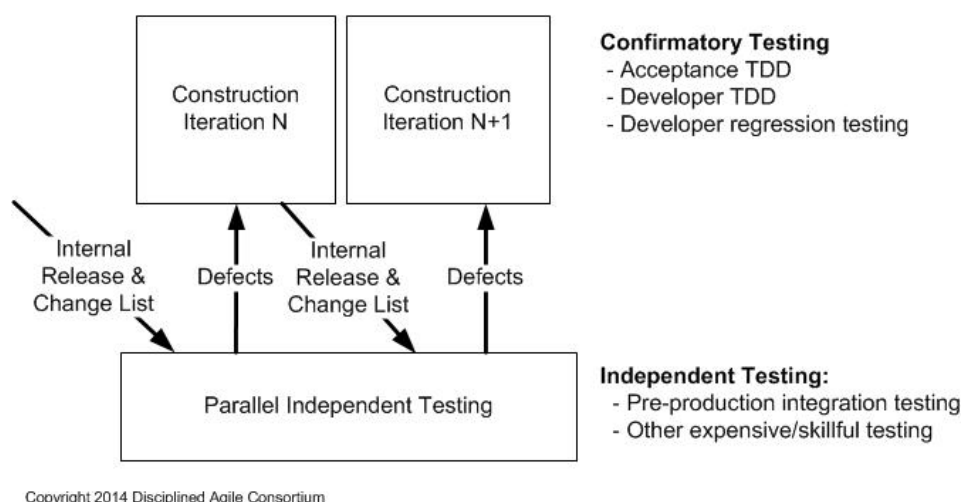 Construction
Iteration N
Construction
Iteration N+1
Confirmatory Testing
- Acceptance TDD
- Developer TDD
- Developer regression testing
Internal
Release &
Change List
Defects
Internal
Release &
Change List
Defects
Parallel Independent Testing
Independent Testing:
- Pre-production integration testing
- Other expensive/skillful testing
Copyright 2014 Disciplined Agile Consortium